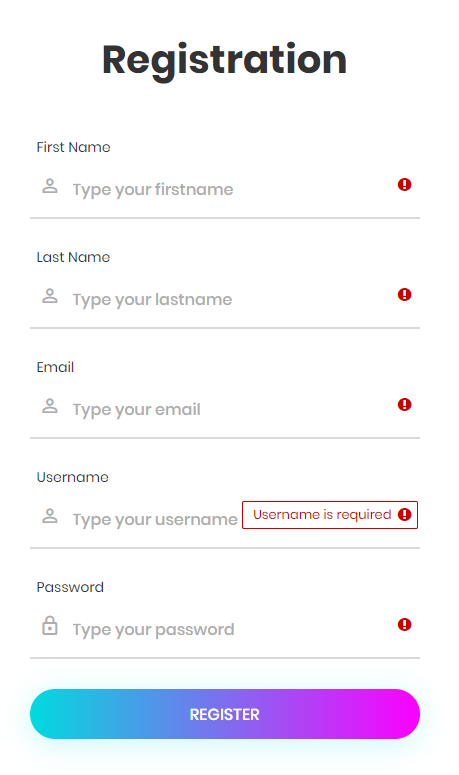 Registration
First Name
Type your firstname
Last Name
Type your lastname
Email
Type your email
Username
Type your username Username is required
Password
Type your password
REGISTER